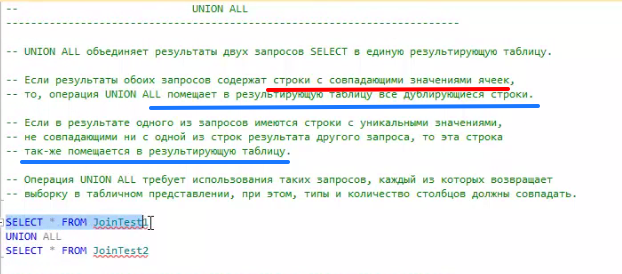 -- UNION ALL
--------------------------------------------------------------------
-- UNION ALL объединяет результаты двух запросов SELECT в единую результирующую таблицу.
-- Если результаты обоих запросов содержат строки с совпадающими значениями ячеек,
-- то, операция UNION ALL помещает в результирующую таблицу все дублирующиеся строки.
-- Если в результате одного из запросов имеются строки с уникальными значениями,
-- не совпадающими ни с одной из строк результата другого запроса, то эта строка
-- так-же помещается в результирующую таблицу.
-- Операция UNION ALL требует использования таких запросов, каждый из которых возвращает
-- выборку в табличном представлении, при этом, типы и количество столбцов должны совпадать.
SELECT * FROM JoinTest1
UNION ALL
SELECT * FROM JoinTest2